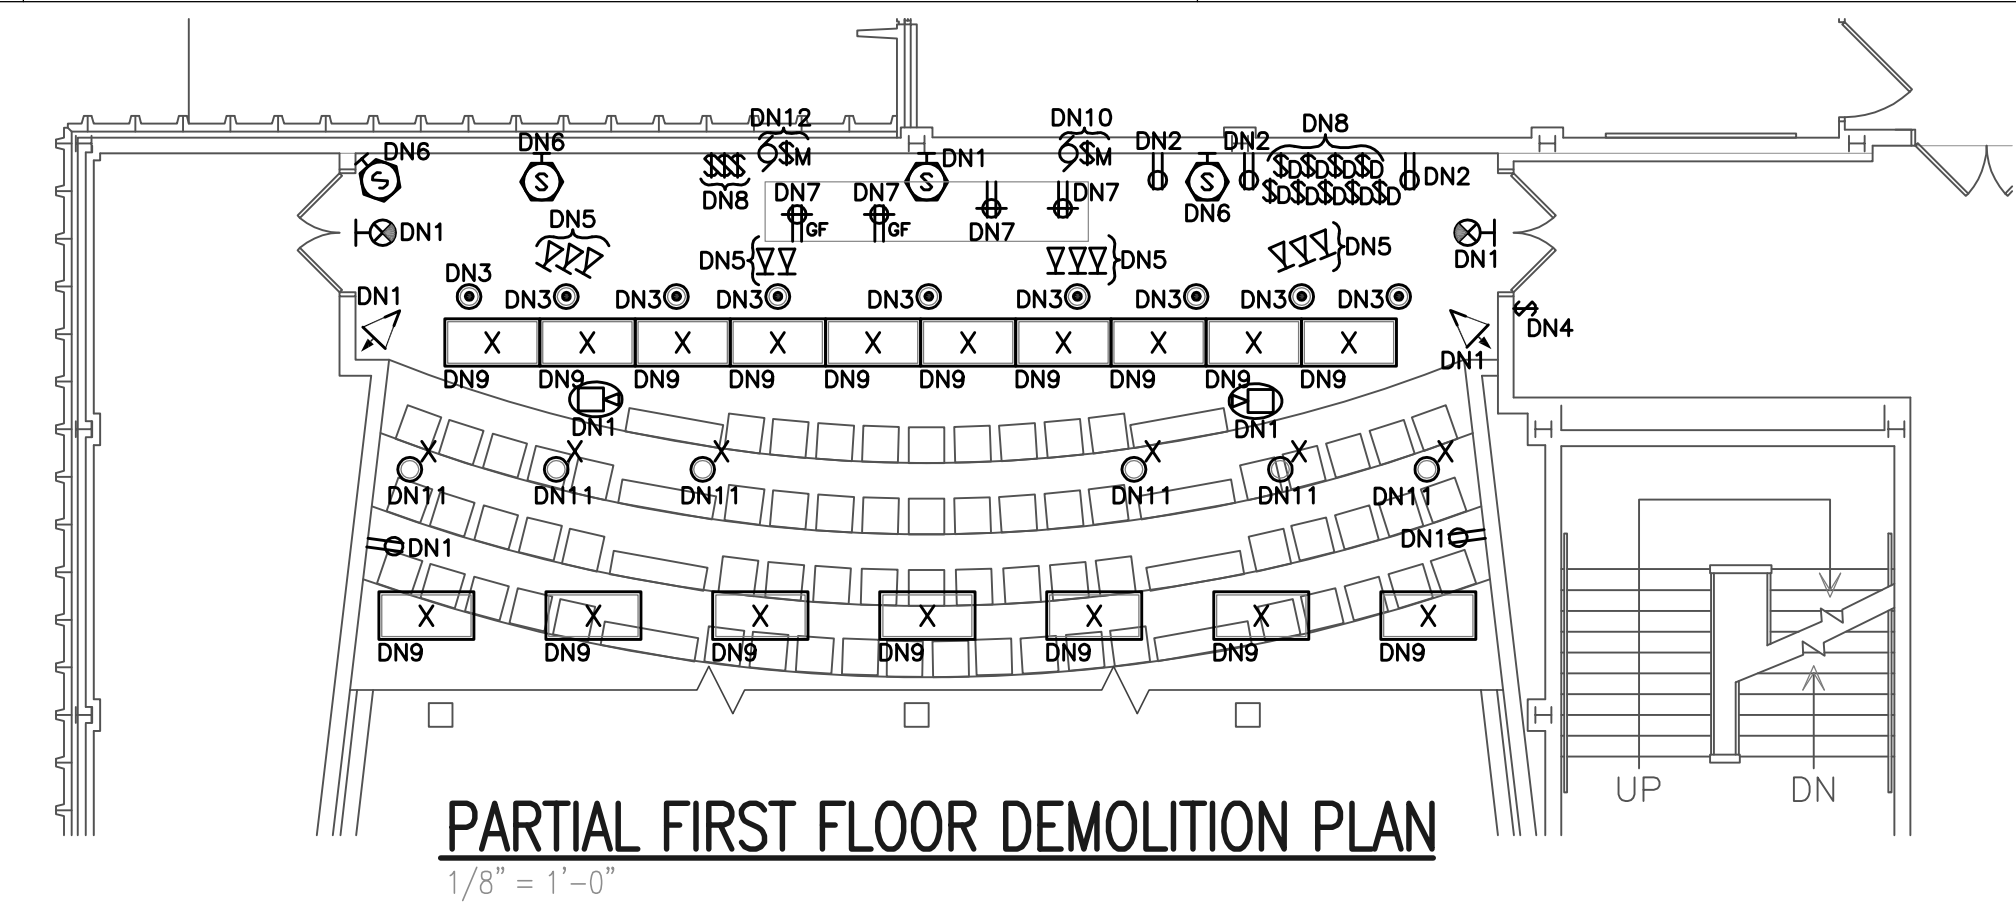 DN12 DN10
DN6 DN6 $M DN1 $M DN2 DN2 DN8
S S $$$ S S $D$D$D$D DN2
DN8 DN7 DN7 DN7 DN6 $D$D$D$D$D
DN1 DN5 GF GF DN7 DN5 DN1
DN5 DN5
DN3
DN1 DN3 DN3 DN3 DN3 DN3 DN3 DN3 DN3
$ DN4
X X X X X X X X X X
DN1
DN9 DN9 DN9 DN9 DN9 DN9 DN9 DN9 DN9 DN9
DN1 DN1
X X X X X X
DN11 DN11 DN11 DN11 DN11 DN11
DN1 DN1
X X X X X X X
DN9 DN9 DN9 DN9 DN9 DN9 DN9
UP DN
PARTIAL FIRST FLOOR DEMOLITION PLAN
1/8" = 1'-0"